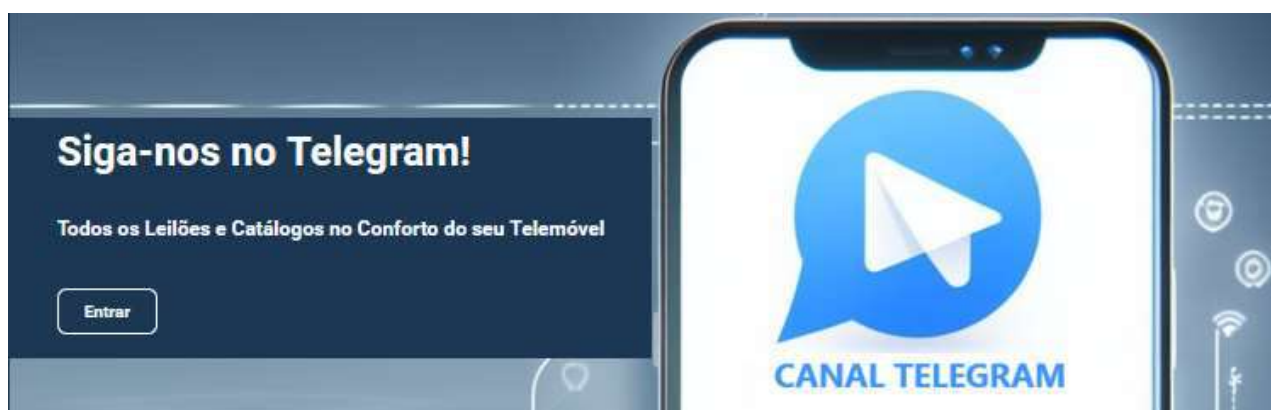 Siga-nos no Telegram!
Todos os Leilões e Catálogos no Conforto do seu Telemóvel
Entrar
CANAL TELEGRAM